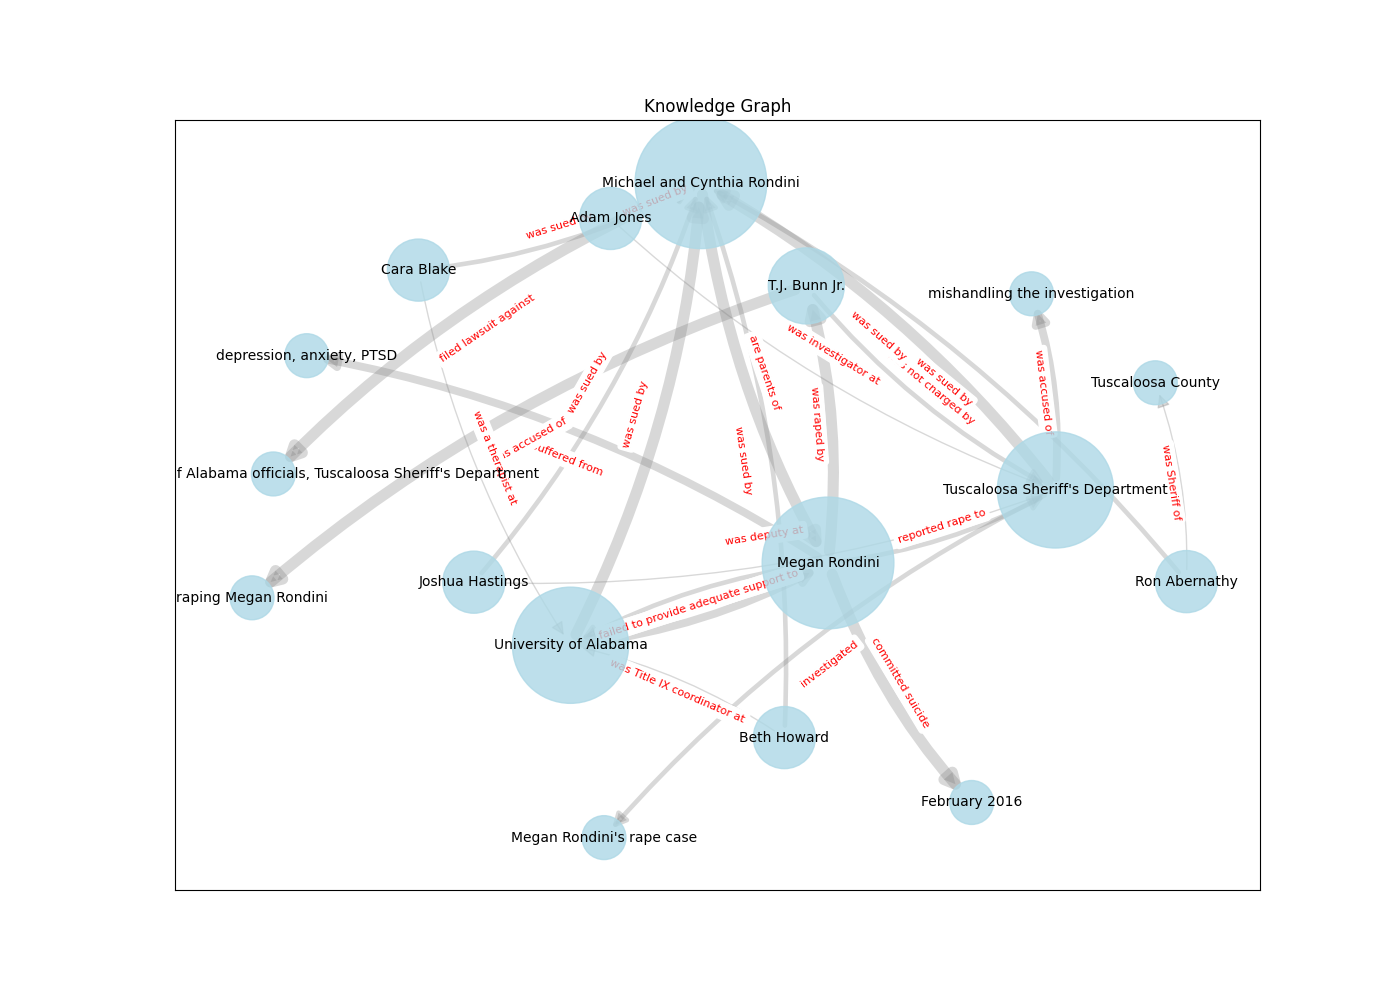 Knowledge Graph
Michael and Cynthia Rondini
was sued by
Adam Jones
was sued
Cara Blake
T.J. Bunn Jr.
mishandling the investigation
filed lawsuit against
was investigator at
was sued by
depression, anxiety, PTSD
are parents of
was sued by
was sued by
not charged by
was accused of
Tuscaloosa County
was sued by
was raped by
was accused of
suffered from
was a therapist at
was sued by
f Alabama officials, Tuscaloosa Sheriff's Department
Tuscaloosa Sheriff's Department
was Sheriff of
reported rape to
was deputy at
Megan Rondini
Joshua Hastings
Ron Abernathy
raping Megan Rondini
failed to provide adequate support to
University of Alabama
investigated
committed suicide
was Title IX coordinator at
Beth Howard
February 2016
Megan Rondini's rape case